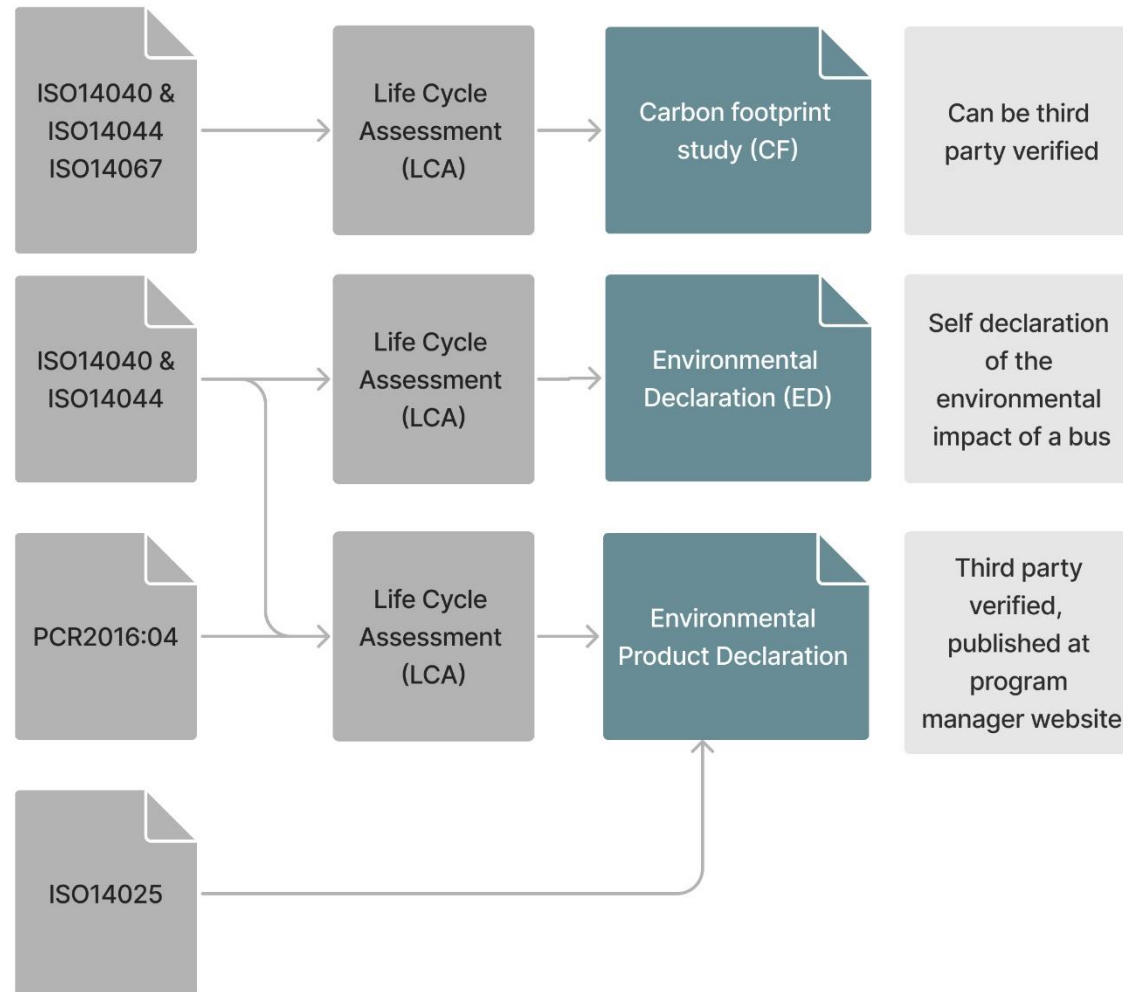 ISO14040 &
ISO14044
ISO14067
Life Cycle
Assessment
(LCA)
Carbon footprint
study (CF)
Can be third
party verified
ISO14040 &
ISO14044
Life Cycle
Assessment
(LCA)
Environmental
Declaration (ED)
Self declaration
of the
environmental
impact of a bus
PCR2016:04
Life Cycle
Assessment
(LCA)
Environmental
Product Declaration
Third party
verified,
published at
program
manager website
ISO14025